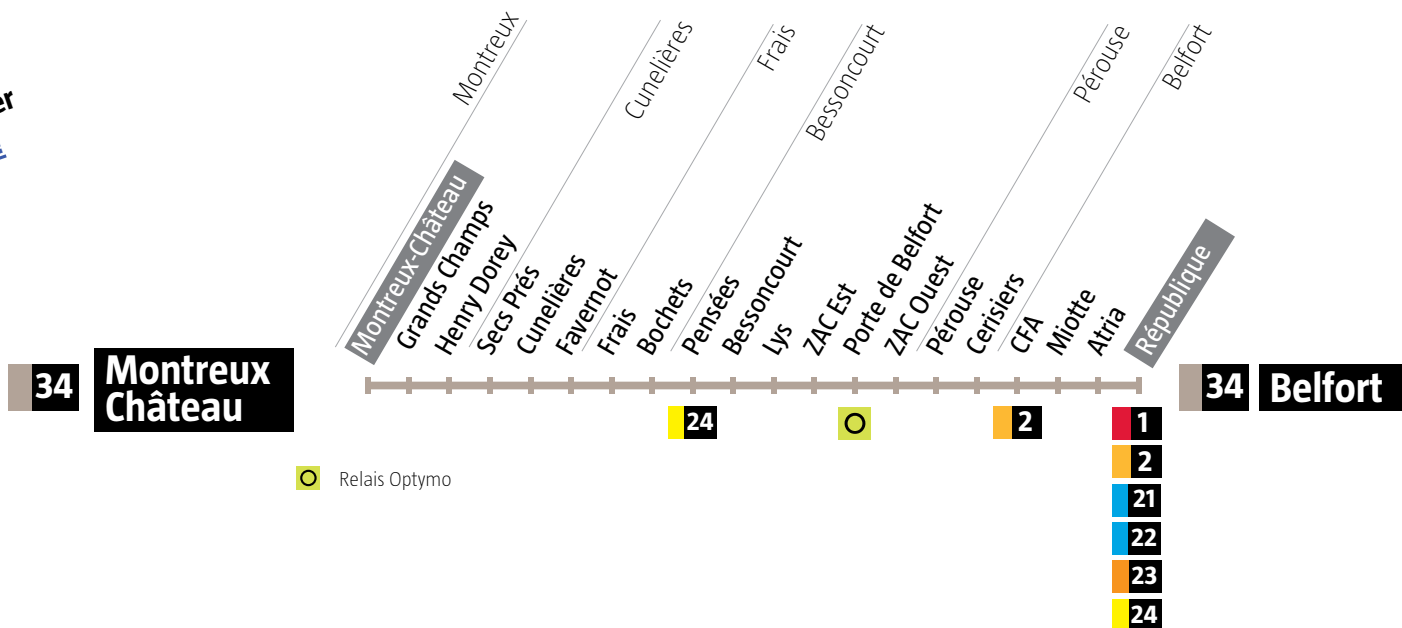 Montreux
Cunelières
Frais
Bessoncourt
Pérouse
Belfort
Montreux-Château
Grands Champs
Henry Dorey
Secs Prés
Cunelières
Favernot
Frais
Bochets
Pensées
Bessoncourt
Lys
ZAC Est
Porte de Belfort
ZAC Ouest
Pérouse
Cerisiers
CFA
Miotte
Atria
République
34 Montreux
Château
34 Belfort
24
2
1
2
21
22
23
24
Relais Optymo